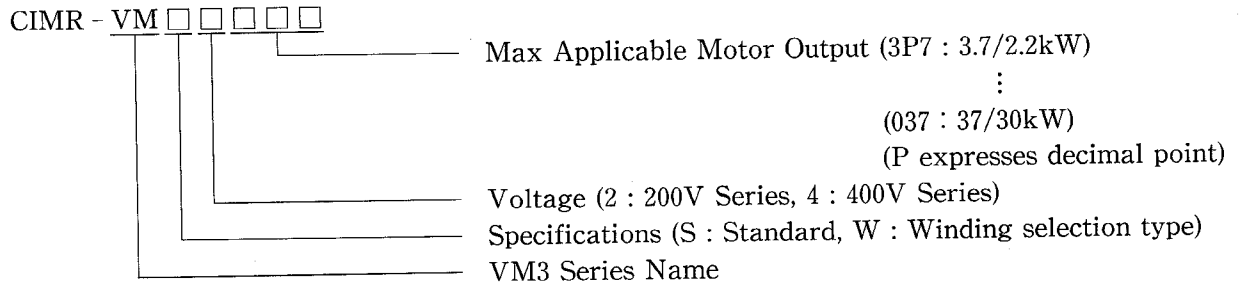 CIMR - VM □ □ □ □ □
Max Applicable Motor Output (3P7 : 3.7/2.2kW)
⋮
(037 : 37/30kW)
(P expresses decimal point)
Voltage (2 : 200V Series, 4 : 400V Series)
Specifications (S : Standard, W : Winding selection type)
VM3 Series Name